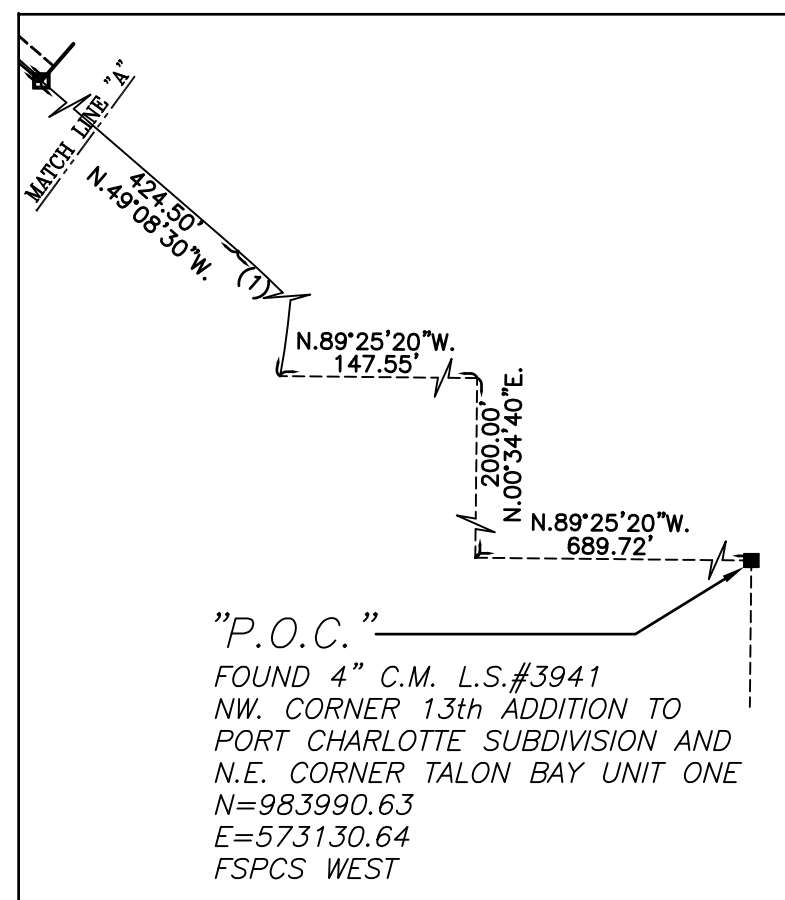 MATCH LINE "A"
424.50'
N.49°08'30"W.
(1)
N.89°25'20"W.
147.55'
200.00'
N.00°34'40"E.
N.89°25'20"W.
689.72'
"P.O.C."
FOUND 4" C.M. L.S.#3941
NW. CORNER 13th ADDITION TO
PORT CHARLOTTE SUBDIVISION AND
N.E. CORNER TALON BAY UNIT ONE
N=983990.63
E=573130.64
FSPCS WEST